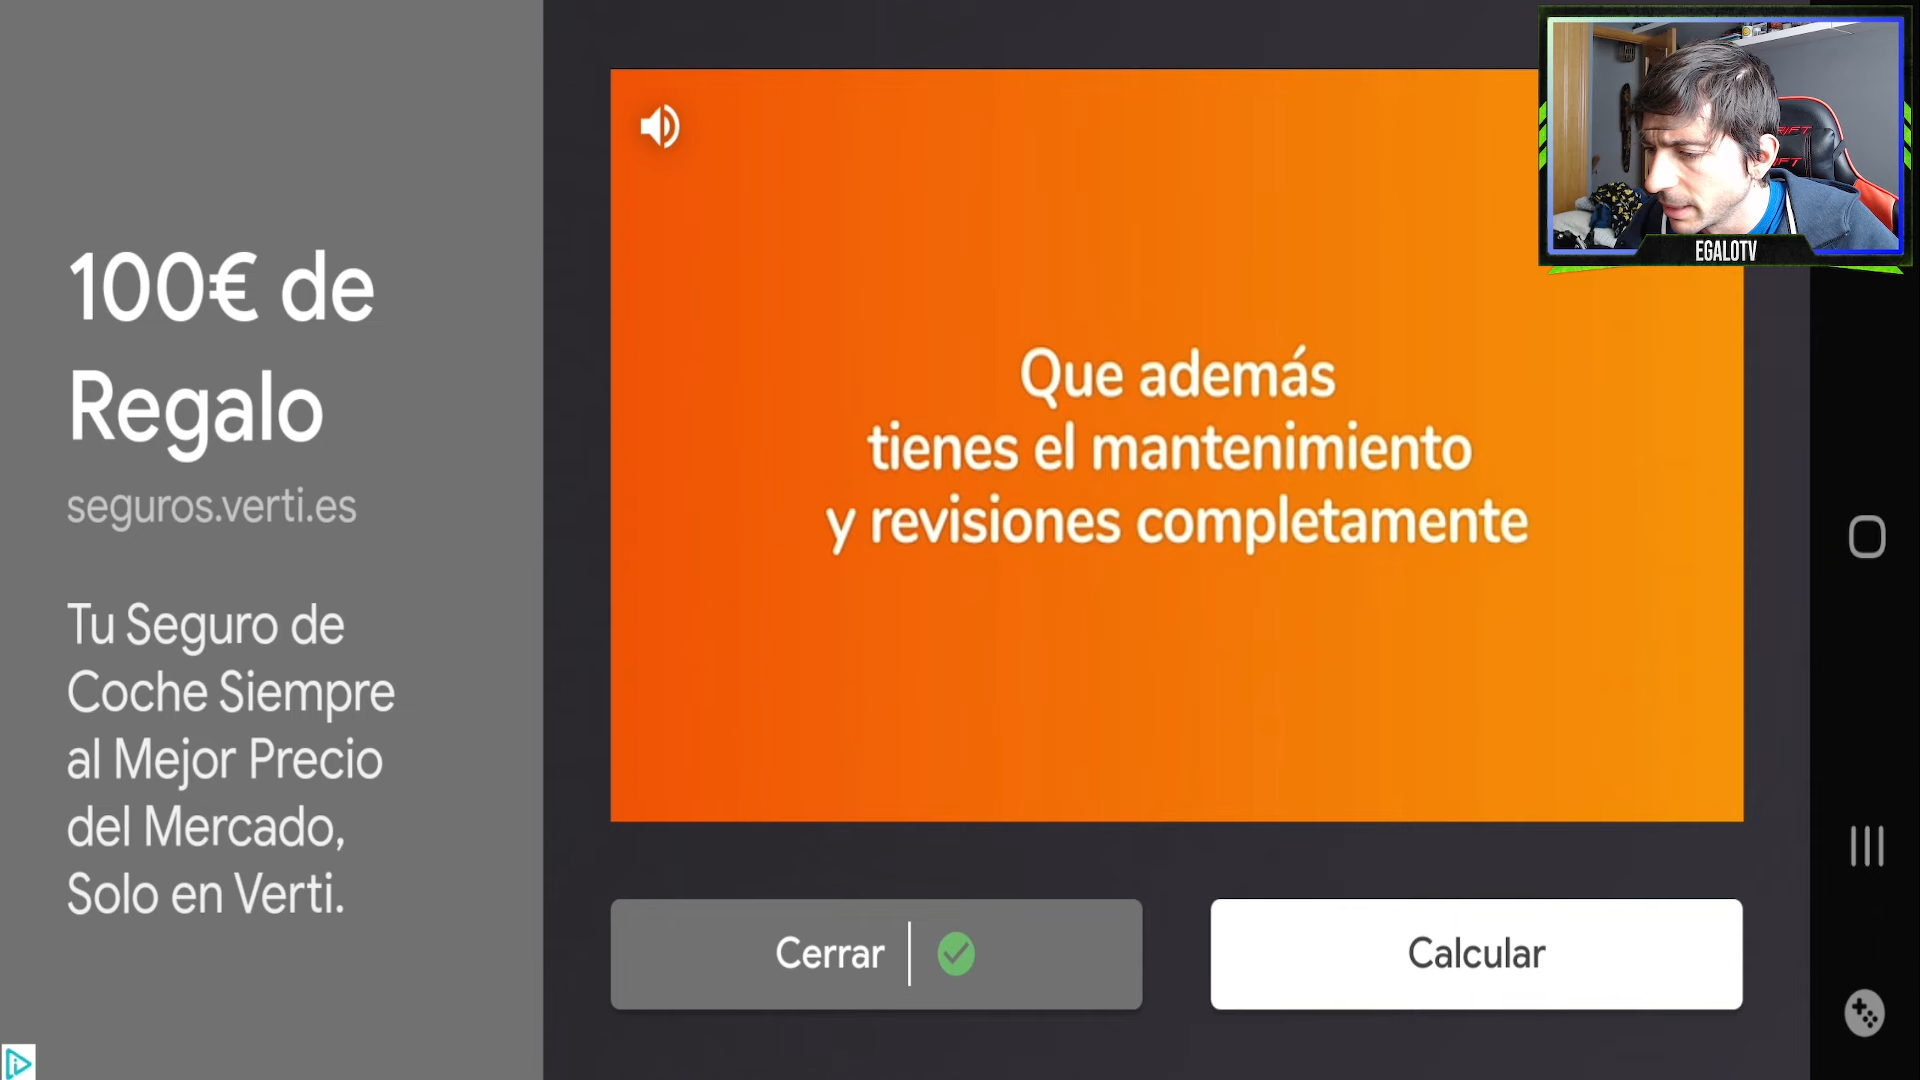 100€ de
Regalo
seguros.verti.es
Tu Seguro de
Coche Siempre
al Mejor Precio
del Mercado,
Solo en Verti.
Que además
tienes el mantenimiento
y revisiones completamente
Cerrar
Calcular
EGALOTV